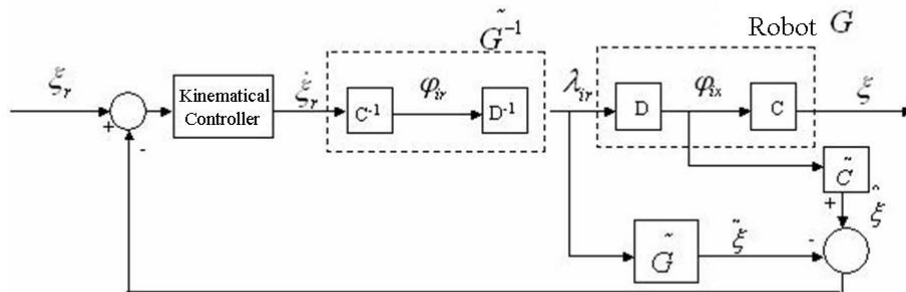 G̃⁻¹
Robot G
ξᵣ
Kinematical
Controller
ξ̇ᵣ
C⁻¹
φᵢᵣ
D⁻¹
λᵢᵣ
D
φᵢₓ
C
ξ
+
-
C̃
+
ξ̂
-
G̃
ξ̃